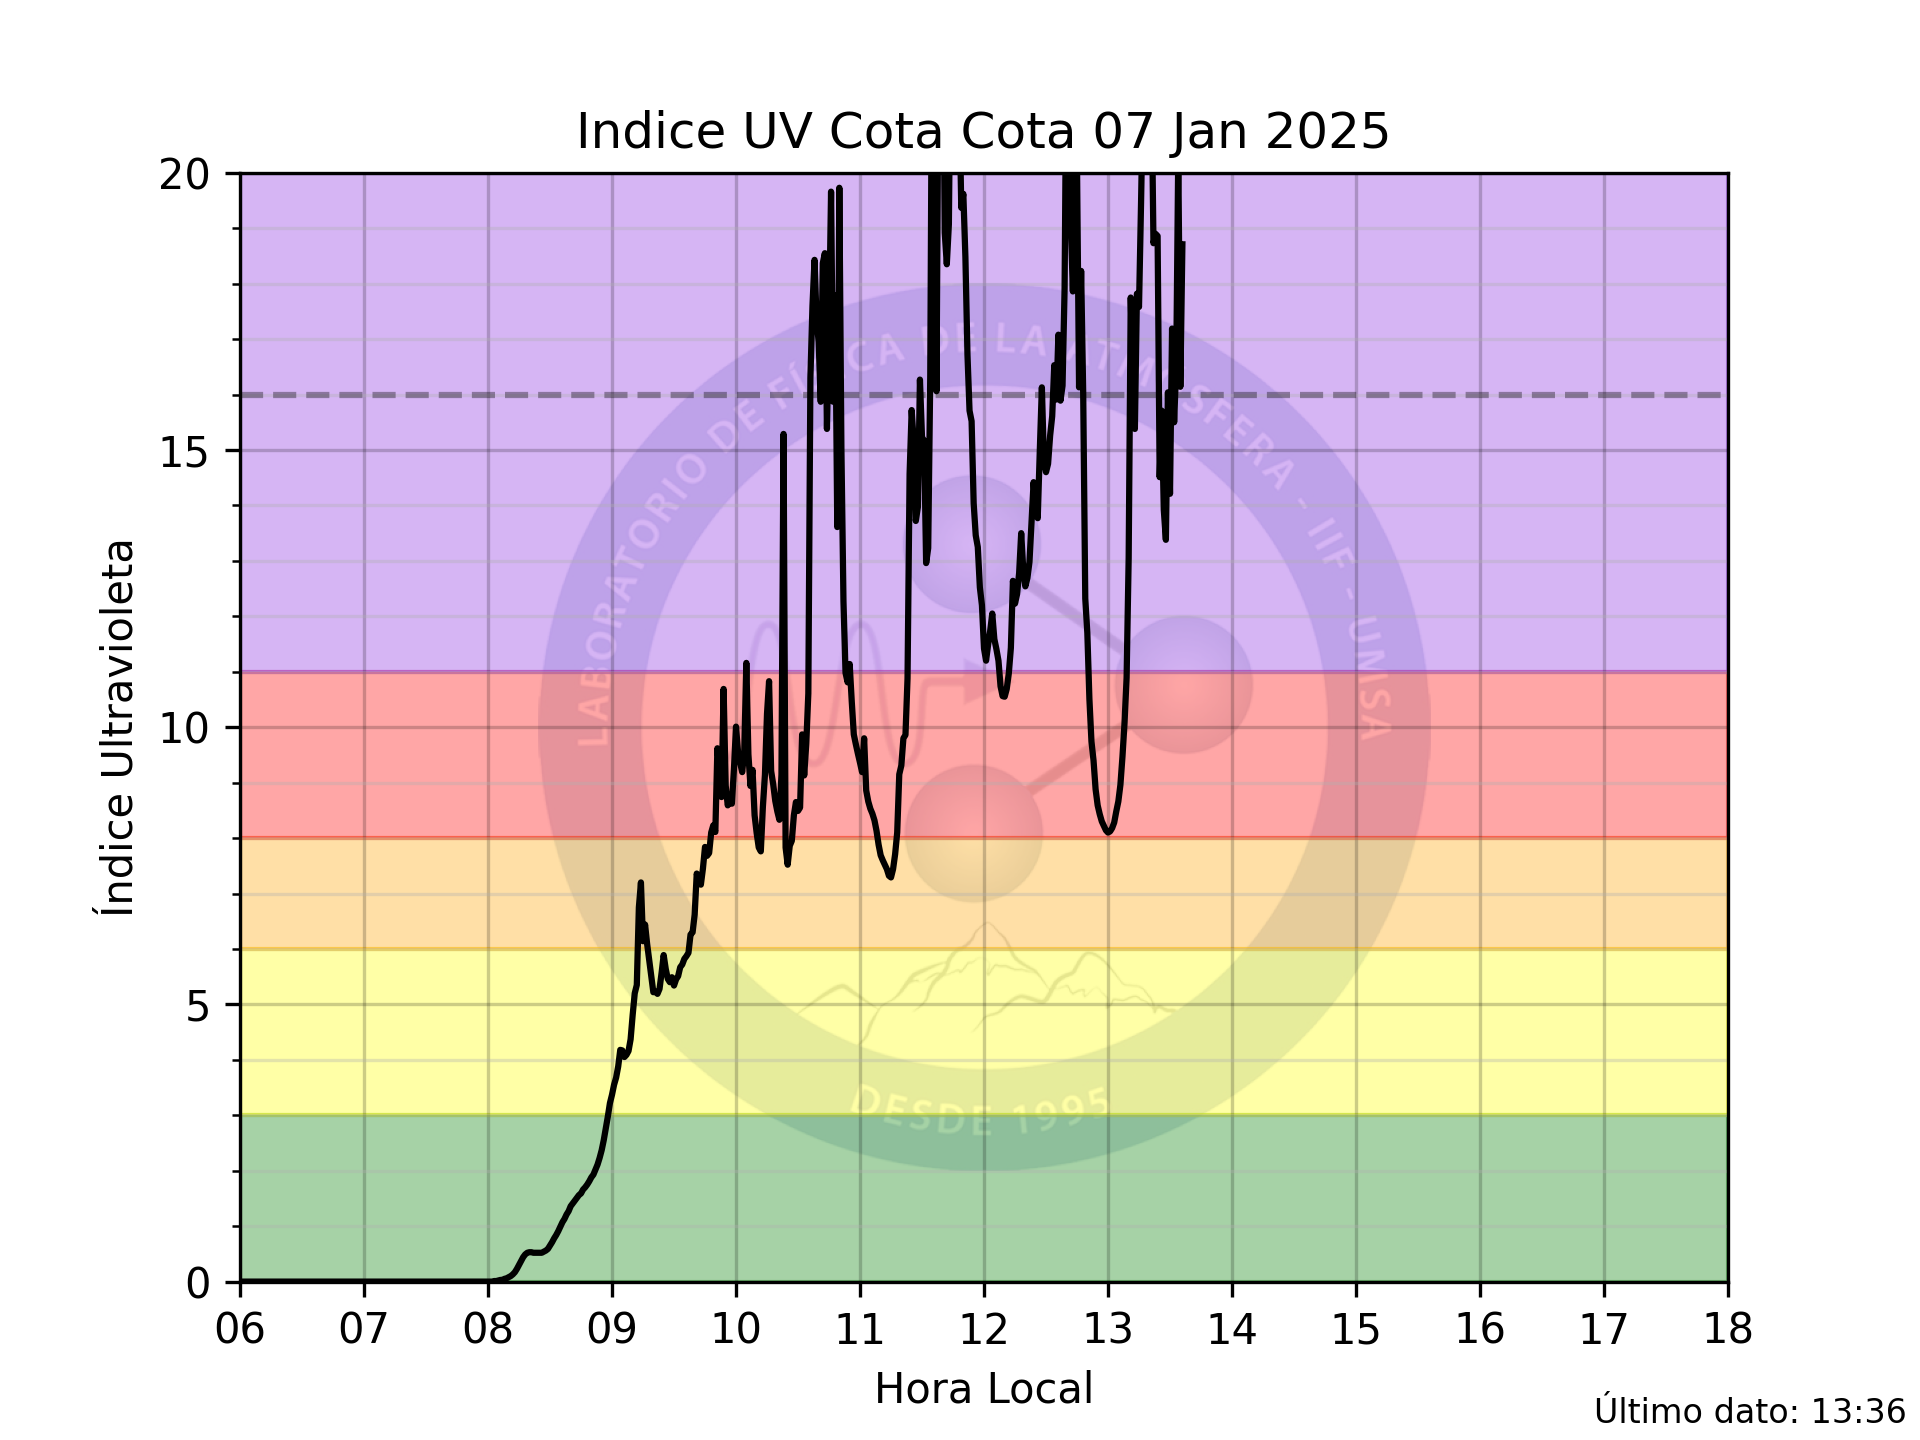 Indice UV Cota Cota 07 Jan 2025
20
15
10
5
0
Índice Ultravioleta
LABORATORIO DE FÍSICA DE LA ATMÓSFERA - IIF - UMSA
DESDE 1995
06 07 08 09 10 11 12 13 14 15 16 17 18
Hora Local
Último dato: 13:36